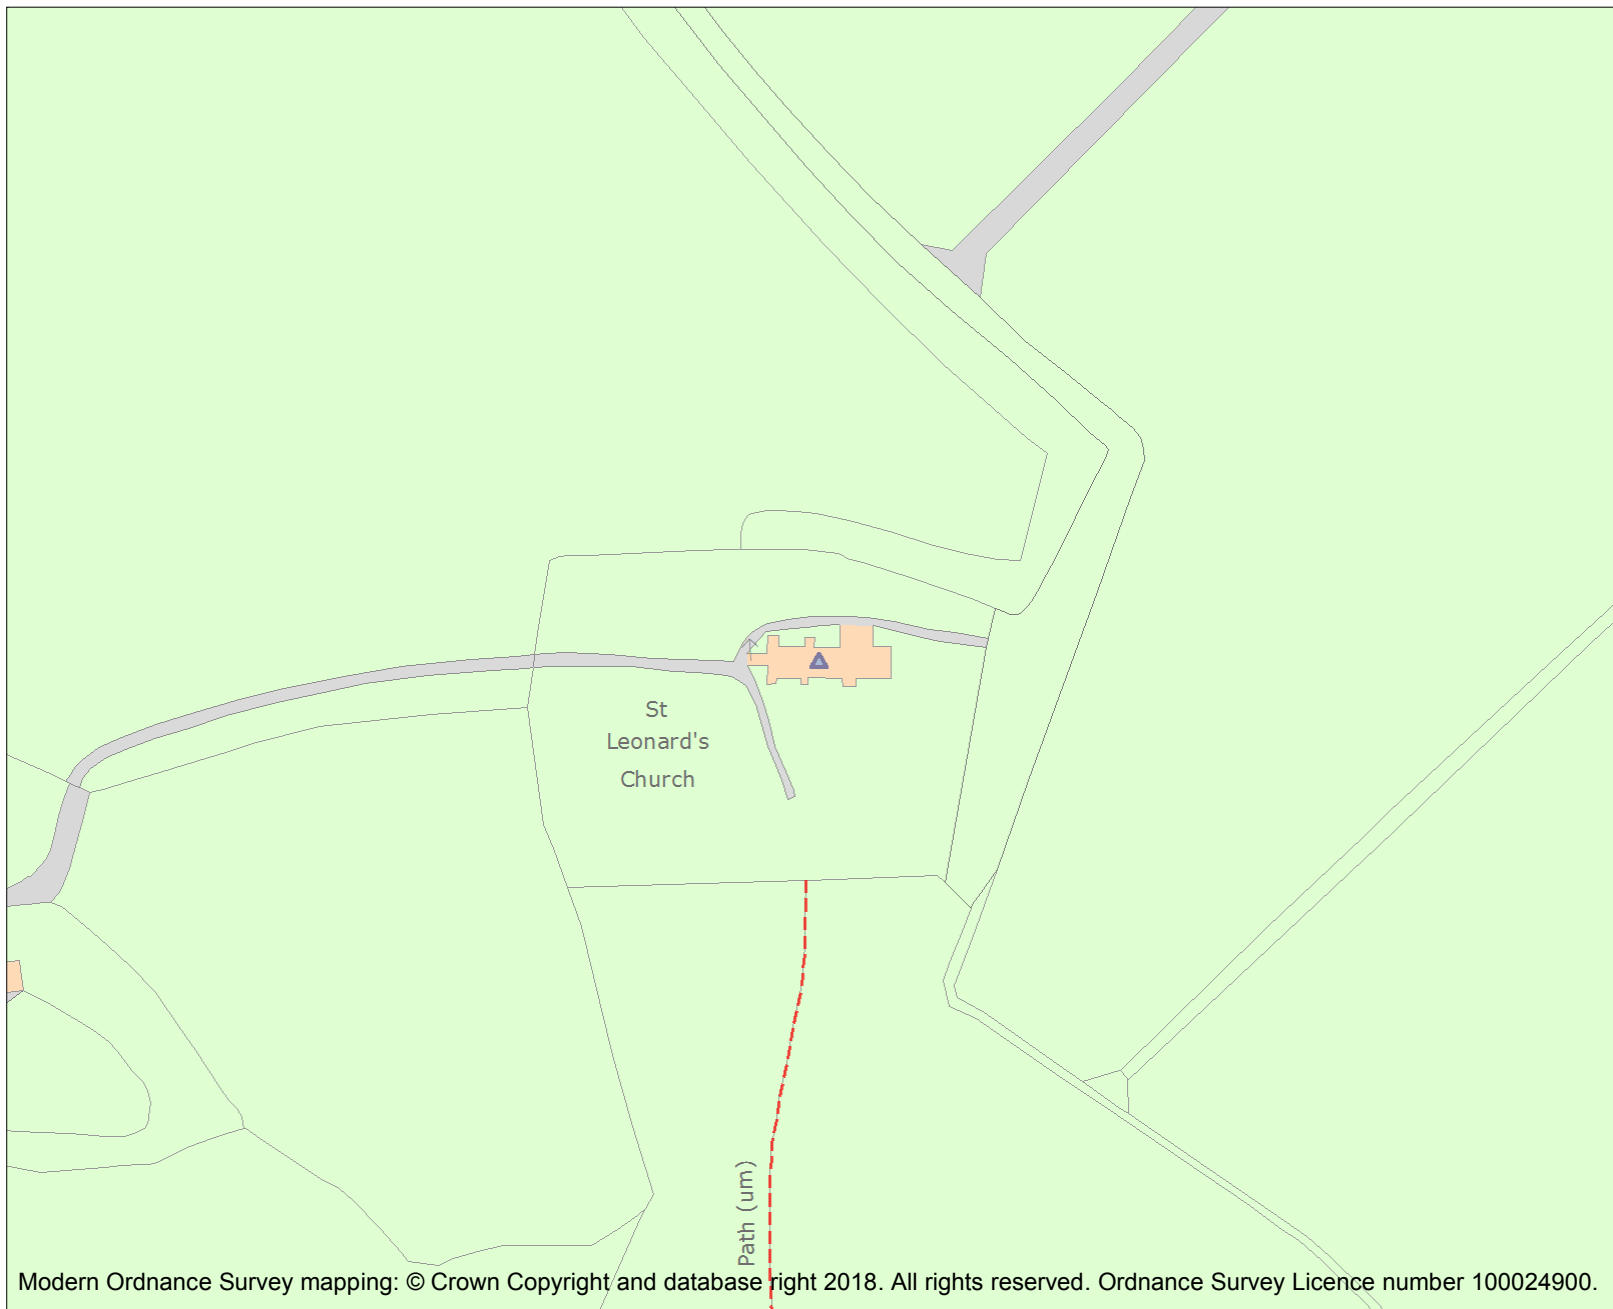 St
Leonard's
Church
Path (um)
Modern Ordnance Survey mapping: © Crown Copyright and database right 2018. All rights reserved. Ordnance Survey Licence number 100024900.